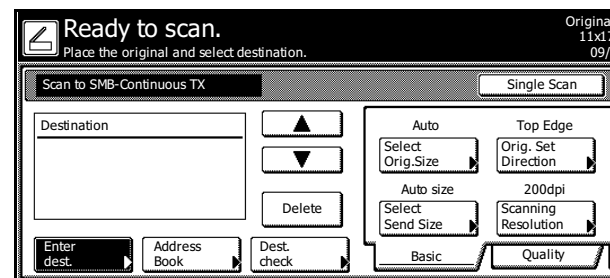 Ready to scan.
Place the original and select destination.
Origina
11x17
09/
Scan to SMB-Continuous TX
Single Scan
Destination
Delete
Enter
dest.
Address
Book
Dest.
check
Auto
Select
Orig.Size
Top Edge
Orig. Set
Direction
Auto size
Select
Send Size
200dpi
Scanning
Resolution
Basic
Quality